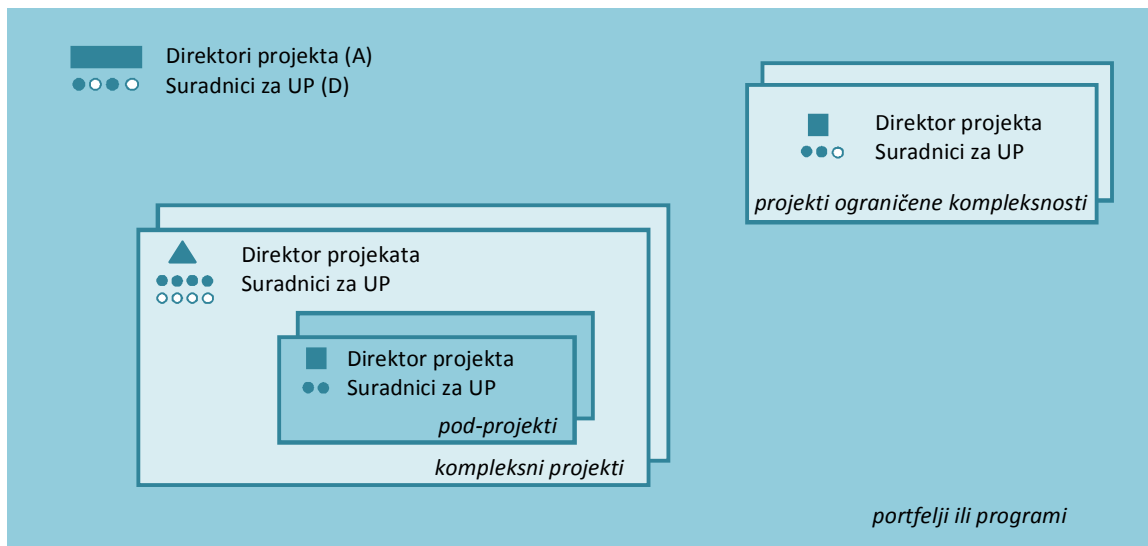 Direktori projekta (A)
Suradnici za UP (D)
Direktor projekta
Suradnici za UP
projekti ograničene kompleksnosti
Direktor projekata
Suradnici za UP
Direktor projekta
Suradnici za UP
pod-projekti
kompleksni projekti
portfelji ili programi